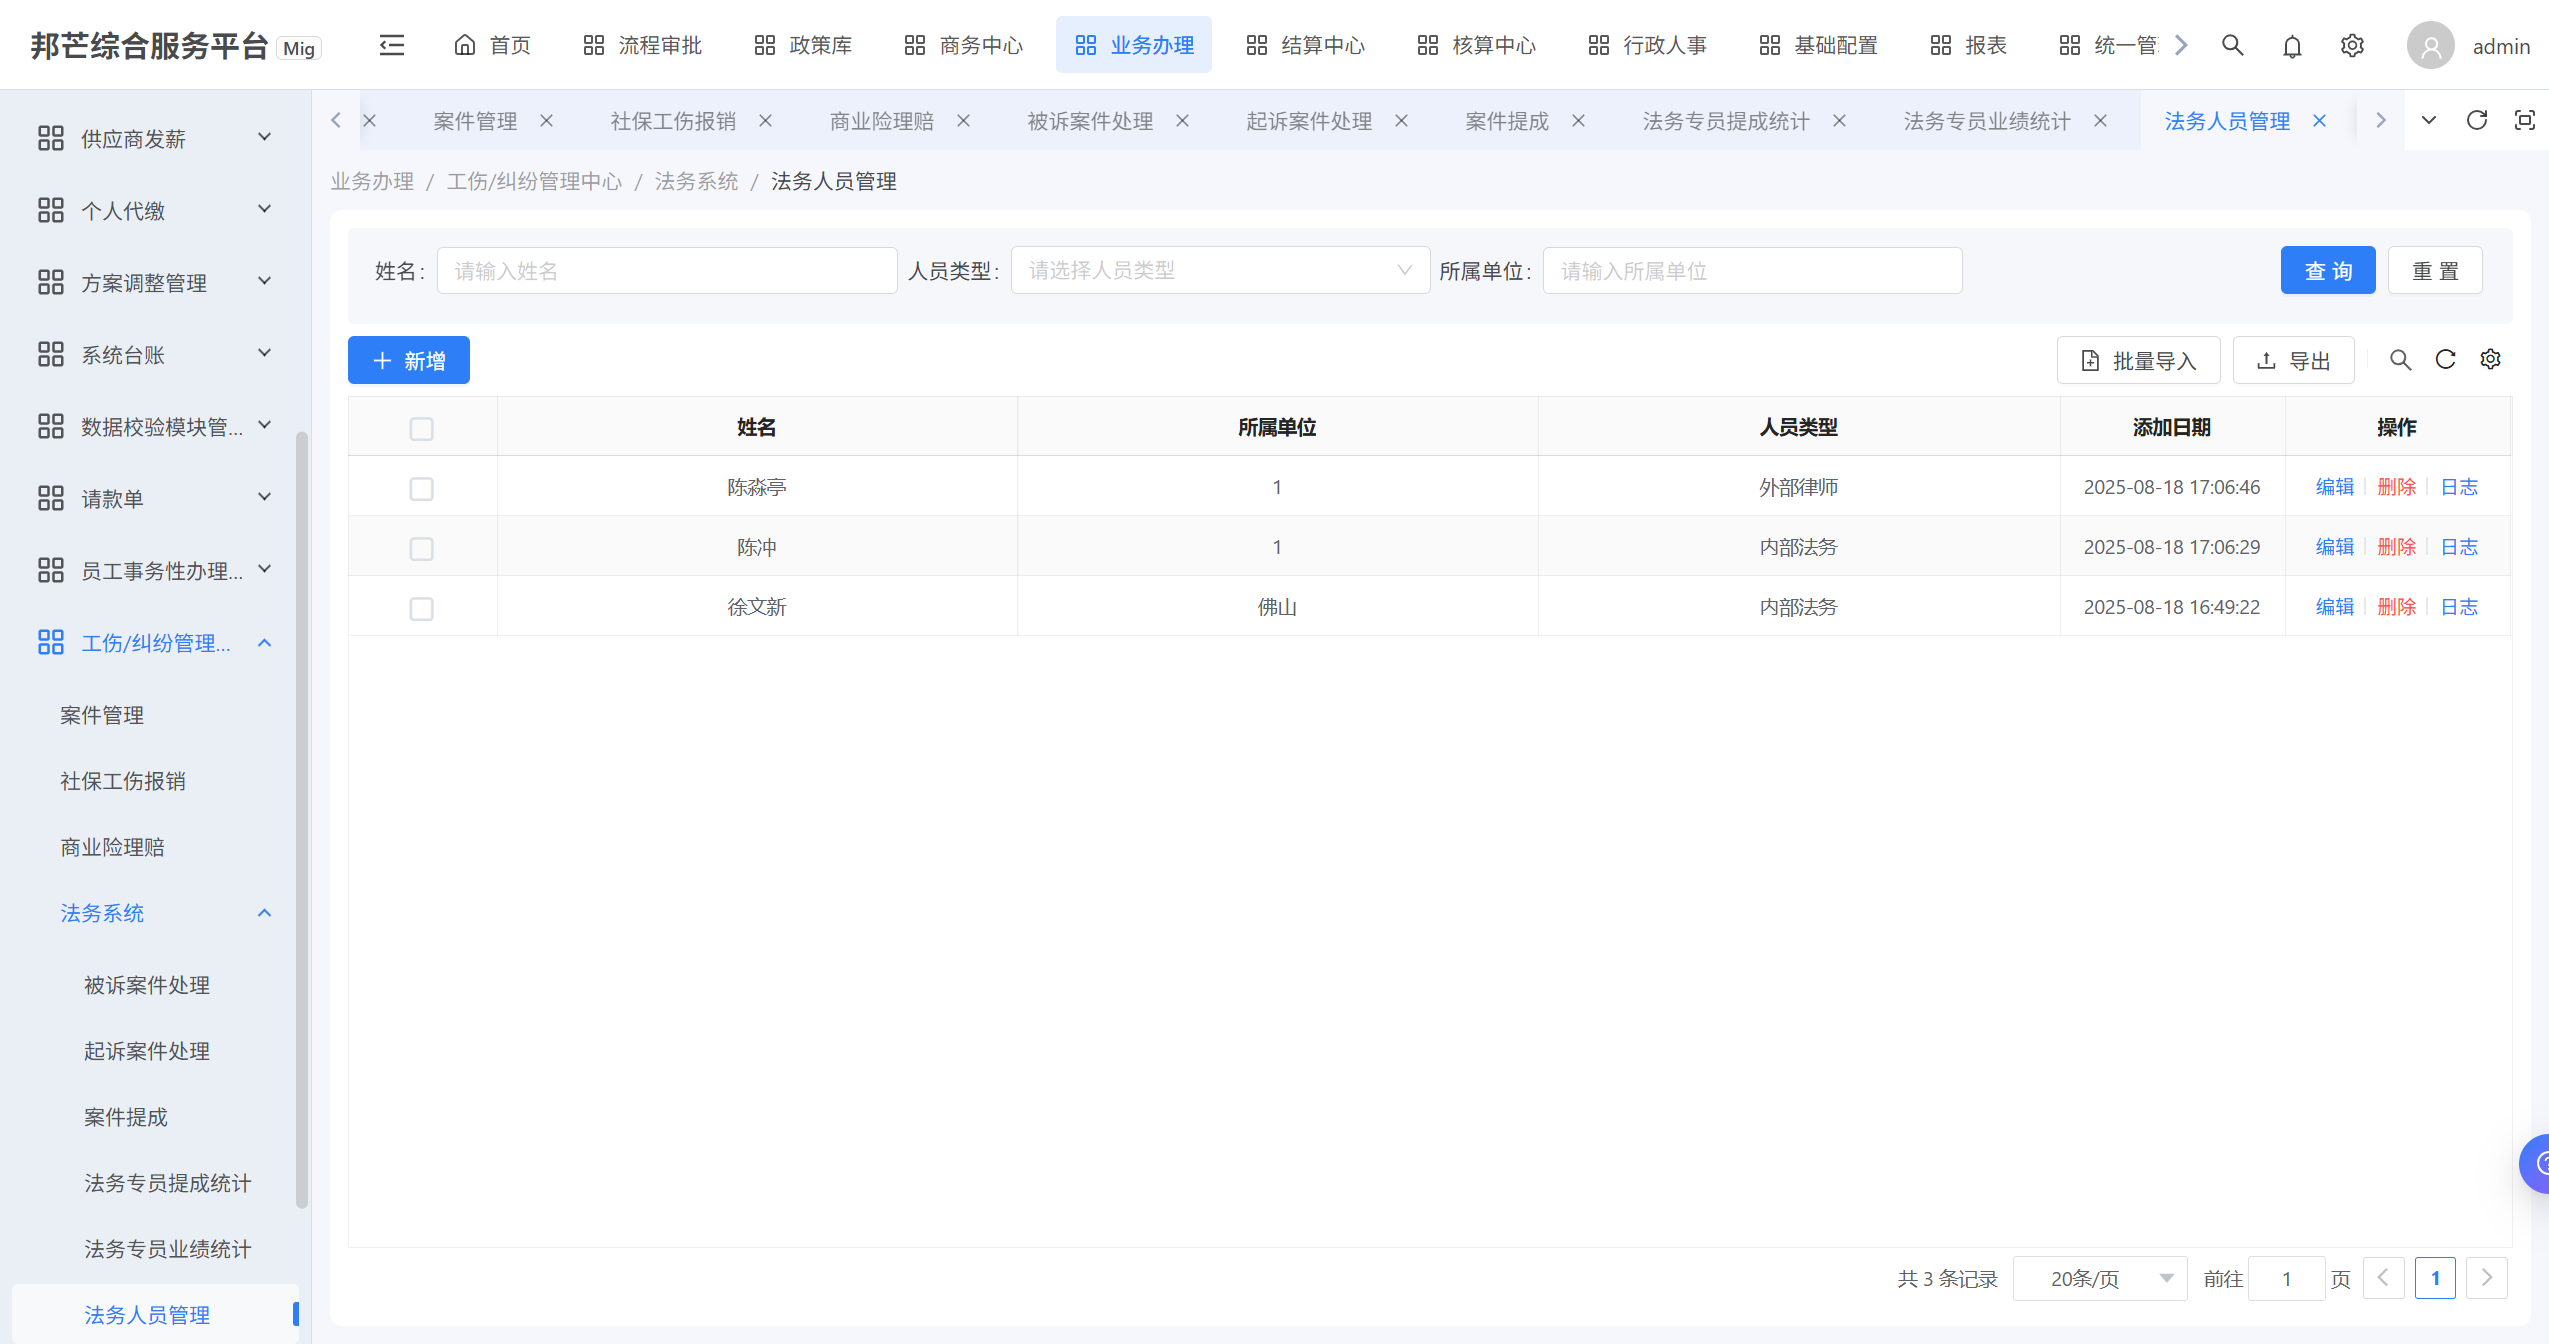 邦芒综合服务平台 Mig 首页 流程审批 政策库 商务中心 业务办理 结算中心 核算中心 行政人事 基础配置 报表 统一管 admin
案件管理 社保工伤报销 商业险理赔 被诉案件处理 起诉案件处理 案件提成 法务专员提成统计 法务专员业绩统计 法务人员管理
业务办理 / 工伤/纠纷管理中心 / 法务系统 / 法务人员管理
供应商发薪
个人代缴
方案调整管理
系统台账
数据校验模块管...
请款单
员工事务性办理...
工伤/纠纷管理...
案件管理
社保工伤报销
商业险理赔
法务系统
被诉案件处理
起诉案件处理
案件提成
法务专员提成统计
法务专员业绩统计
法务人员管理
姓名: 请输入姓名 人员类型: 请选择人员类型 所属单位: 请输入所属单位 查 询 重 置
新增 批量导入 导出
姓名 所属单位 人员类型 添加日期 操作
陈淼亭 1 外部律师 2025-08-18 17:06:46 编辑 删除 日志
陈冲 1 内部法务 2025-08-18 17:06:29 编辑 删除 日志
徐文新 佛山 内部法务 2025-08-18 16:49:22 编辑 删除 日志
共 3 条记录 20条/页 前往 1 页 1